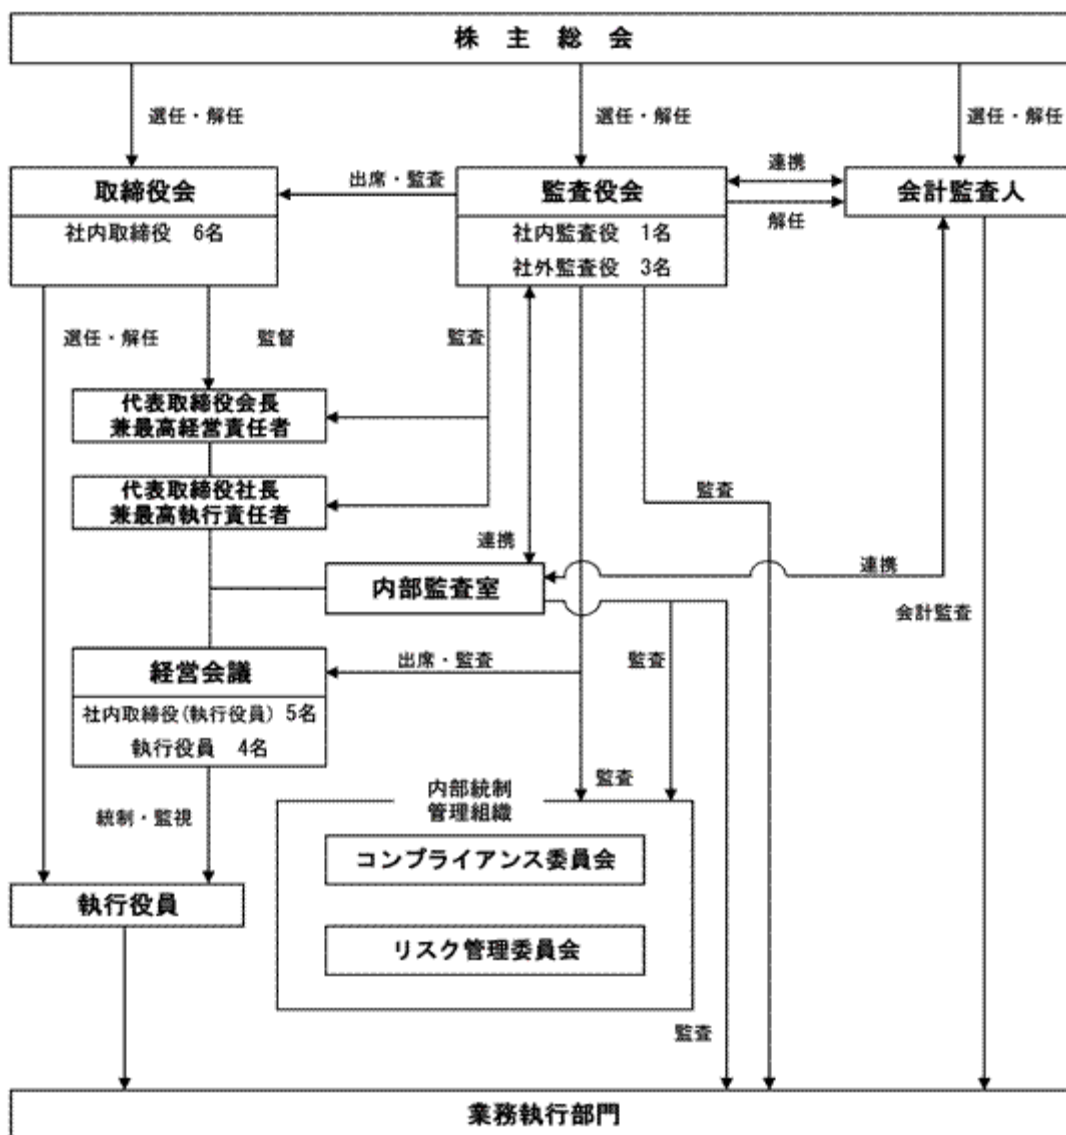 株 主 総 会
選任・解任
選任・解任
選任・解任
取締役会
社内取締役 6名
出席・監査
監査役会
社内監査役 1名
社外監査役 3名
連携
解任
会計監査人
選任・解任
監督
監査
代表取締役会長
兼最高経営責任者
代表取締役社長
兼最高執行責任者
監査
連携
内部監査室
連携
会計監査
経営会議
社内取締役(執行役員) 5名
執行役員 4名
出席・監査
監査
統制・監視
内部統制
管理組織
監査
コンプライアンス委員会
リスク管理委員会
執行役員
監査
業務執行部門